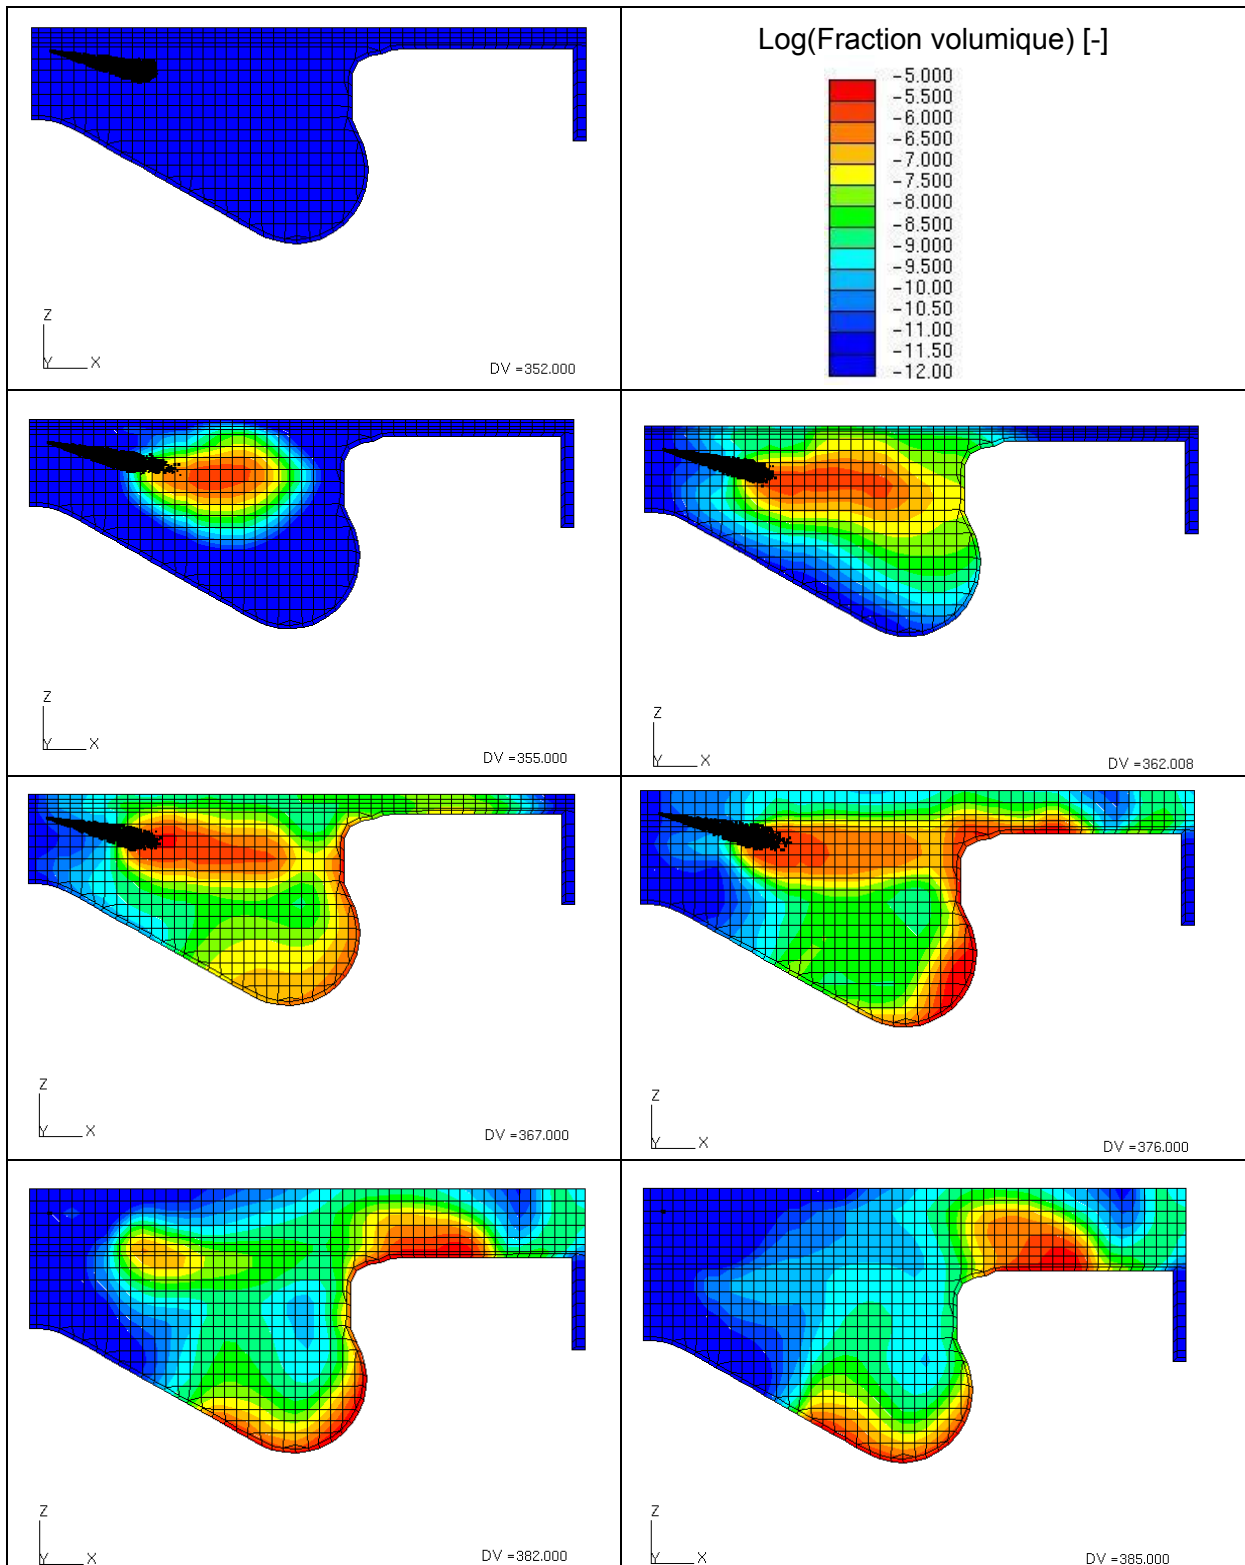 Log(Fraction volumique) [-]
-5.000
-5.500
-6.000
-6.500
-7.000
-7.500
-8.000
-8.500
-9.000
-9.500
-10.00
-10.50
-11.00
-11.50
-12.00
Z
Y X
DV =352.000
Z
Y X
DV =355.000
Z
Y X
DV =362.008
Z
Y X
DV =367.000
Z
Y X
DV =376.000
Z
Y X
DV =382.000
Z
Y X
DV =385.000